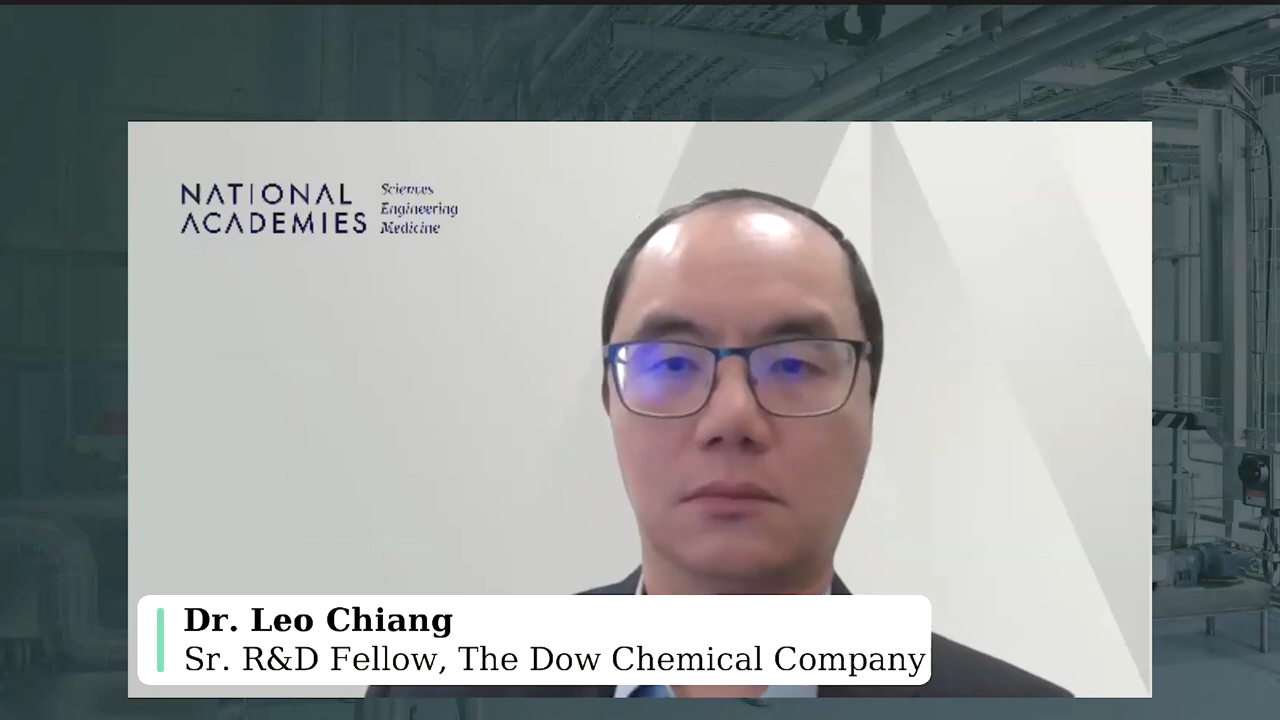 NATIONAL
ACADEMIES
Sciences
Engineering
Medicine
Dr. Leo Chiang
Sr. R&D Fellow, The Dow Chemical Company